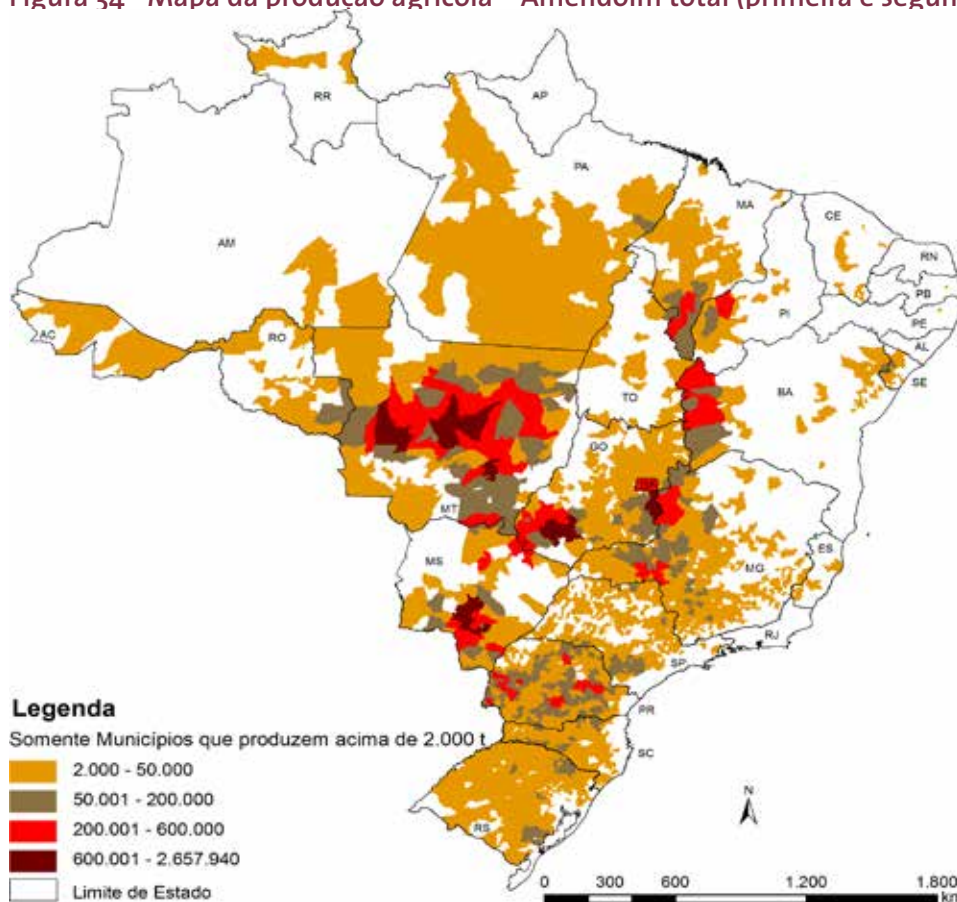 Figura 34 - Mapa da produção agrícola – Amendoim total (primeira e segun
RR
AP
AM
PA
MA
CE
RN
PB
PE
AL
SE
PI
AC
RO
TO
BA
GO
MT
MS
MG
ES
RJ
SP
PR
SC
RS
Legenda
Somente Municípios que produzem acima de 2.000 t
2.000 - 50.000
50.001 - 200.000
200.001 - 600.000
600.001 - 2.657.940
Limite de Estado
N
0 300 600 1.200 1.800
km